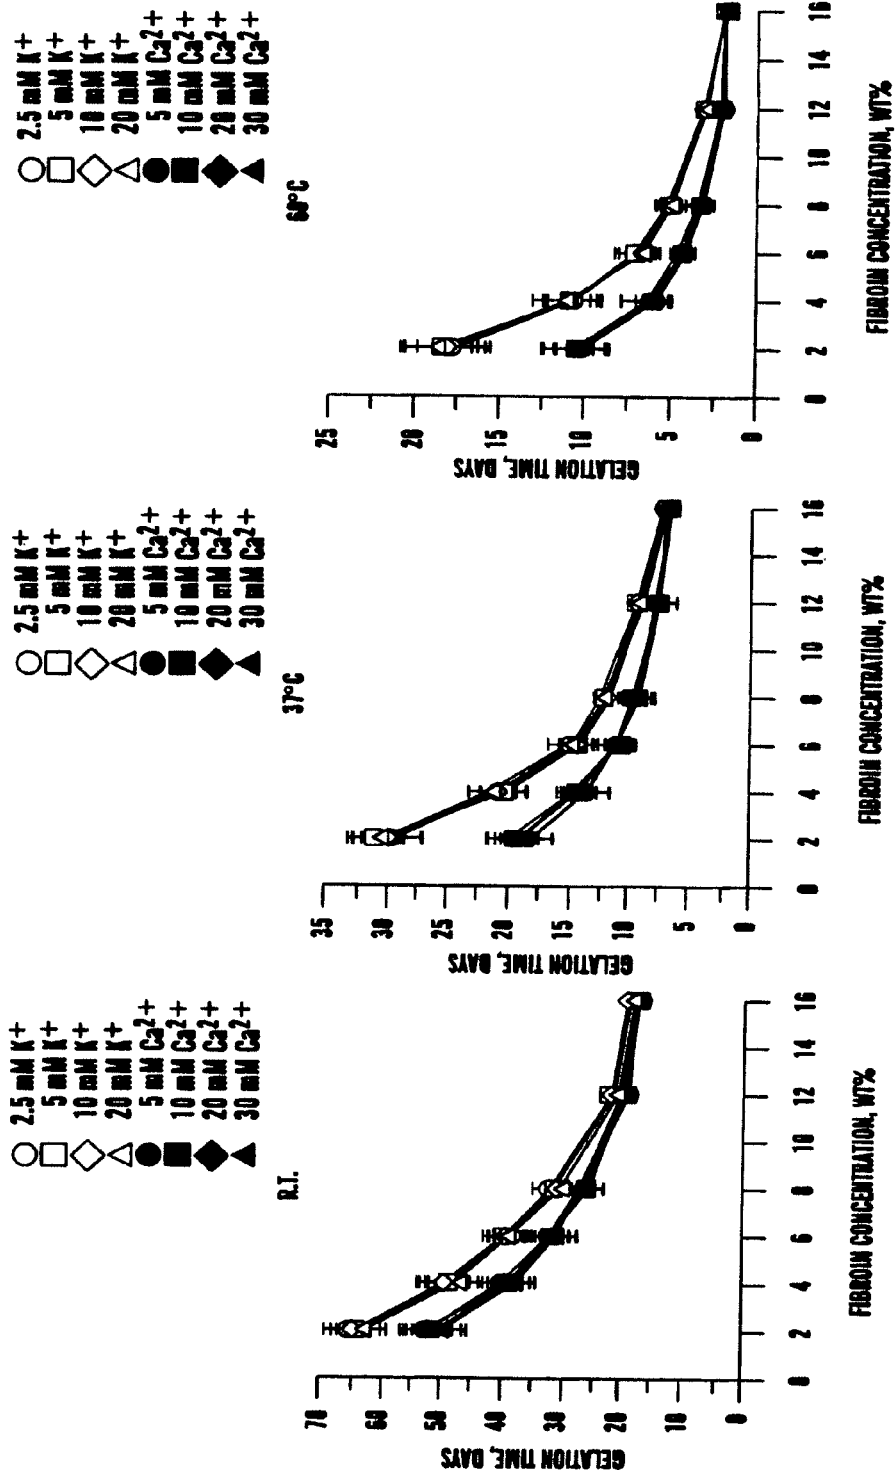 2.5 mM K+
5 mM K+
10 mM K+
20 mM K+
5 mM Ca2+
10 mM Ca2+
20 mM Ca2+
30 mM Ca2+
R.T.
GELATION TIME, DAYS
70
60
50
40
30
20
10
0
0 2 4 6 8 10 12 14 16
FIBROIN CONCENTRATION, WT%
2.5 mM K+
5 mM K+
10 mM K+
20 mM K+
5 mM Ca2+
10 mM Ca2+
20 mM Ca2+
30 mM Ca2+
37°C
GELATION TIME, DAYS
35
30
25
20
15
10
5
0
0 2 4 6 8 10 12 14 16
FIBROIN CONCENTRATION, WT%
2.5 mM K+
5 mM K+
10 mM K+
20 mM K+
5 mM Ca2+
10 mM Ca2+
20 mM Ca2+
30 mM Ca2+
60°C
GELATION TIME, DAYS
25
20
15
10
5
0
0 2 4 6 8 10 12 14 16
FIBROIN CONCENTRATION, WT%